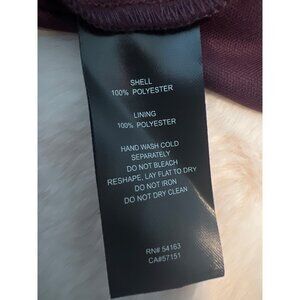 SHELL
100% POLYESTER
LINING
100% POLYESTER
HAND WASH COLD
SEPARATELY
DO NOT BLEACH
RESHAPE, LAY FLAT TO DRY
DO NOT IRON
DO NOT DRY CLEAN
RN# 54163
CA#57151